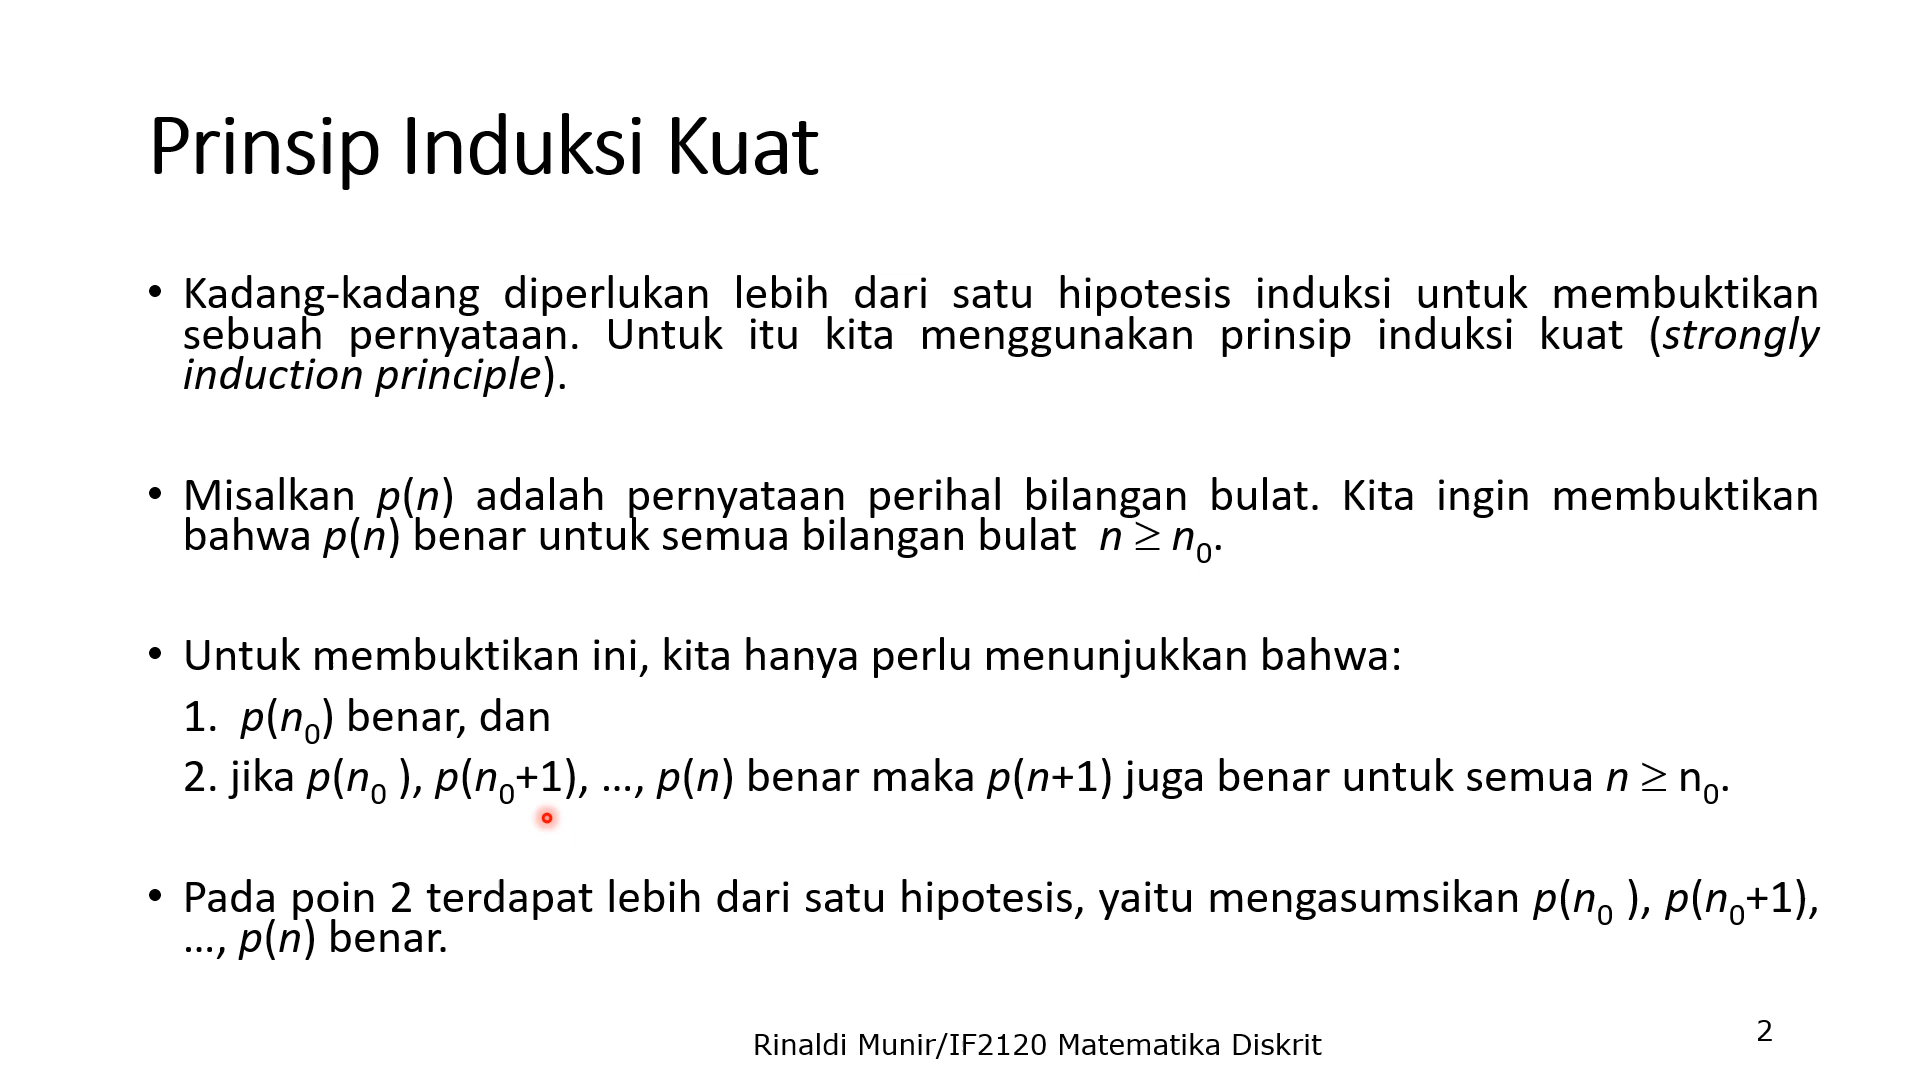 Prinsip Induksi Kuat
• Kadang-kadang diperlukan lebih dari satu hipotesis induksi untuk membuktikan
sebuah pernyataan. Untuk itu kita menggunakan prinsip induksi kuat (strongly
induction principle).
• Misalkan p(n) adalah pernyataan perihal bilangan bulat. Kita ingin membuktikan
bahwa p(n) benar untuk semua bilangan bulat n ≥ n₀.
• Untuk membuktikan ini, kita hanya perlu menunjukkan bahwa:
1. p(n₀) benar, dan
2. jika p(n₀ ), p(n₀+1), …, p(n) benar maka p(n+1) juga benar untuk semua n ≥ n₀.
• Pada poin 2 terdapat lebih dari satu hipotesis, yaitu mengasumsikan p(n₀ ), p(n₀+1),
…, p(n) benar.
Rinaldi Munir/IF2120 Matematika Diskrit
2